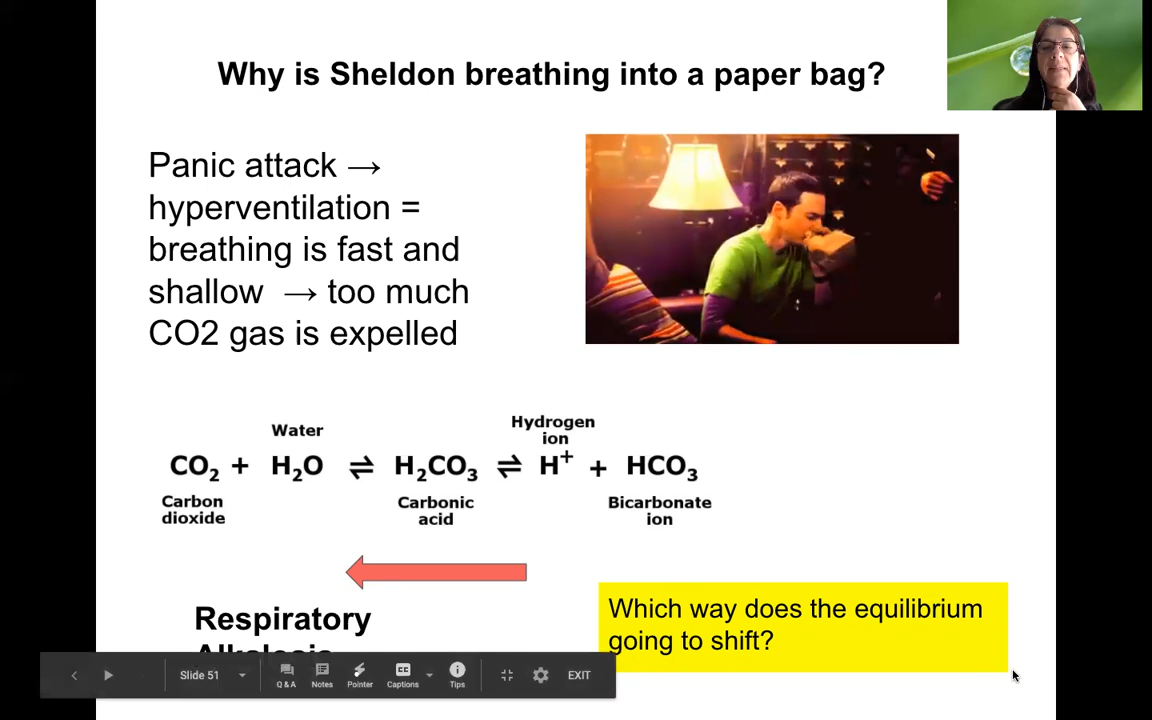 Why is Sheldon breathing into a paper bag?
Panic attack →
hyperventilation =
breathing is fast and
shallow → too much
CO2 gas is expelled
Water
Hydrogen
ion
CO₂ + H₂O ⇌ H₂CO₃ ⇌ H⁺ + HCO₃
Carbon
dioxide
Carbonic
acid
Bicarbonate
ion
Respiratory
Alkalosis
Which way does the equilibrium
going to shift?
Slide 51
Q & A
Notes
Pointer
CC
Captions
Tips
EXIT